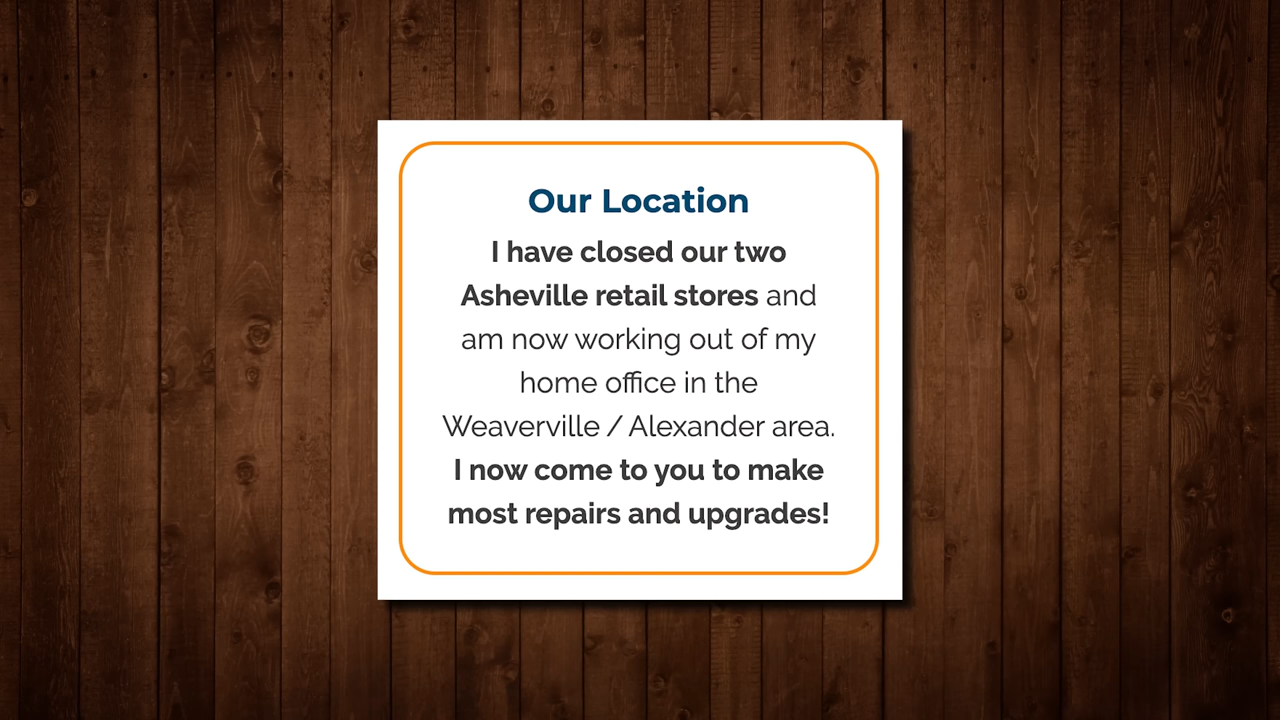 Our Location
I have closed our two
Asheville retail stores and
am now working out of my
home office in the
Weaverville / Alexander area.
I now come to you to make
most repairs and upgrades!